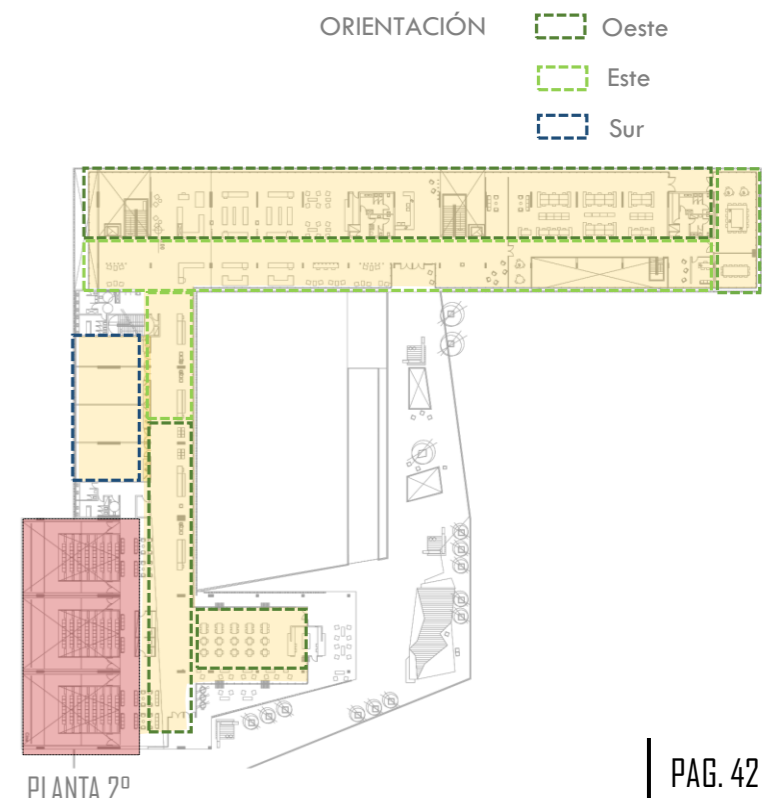 ORIENTACIÓN
Oeste
Este
Sur
PLANTA 2º
PAG. 42